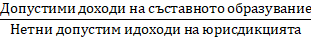 Допустими доходи на съставното образувание
Нетни допустим идоходи на юрисдикцията